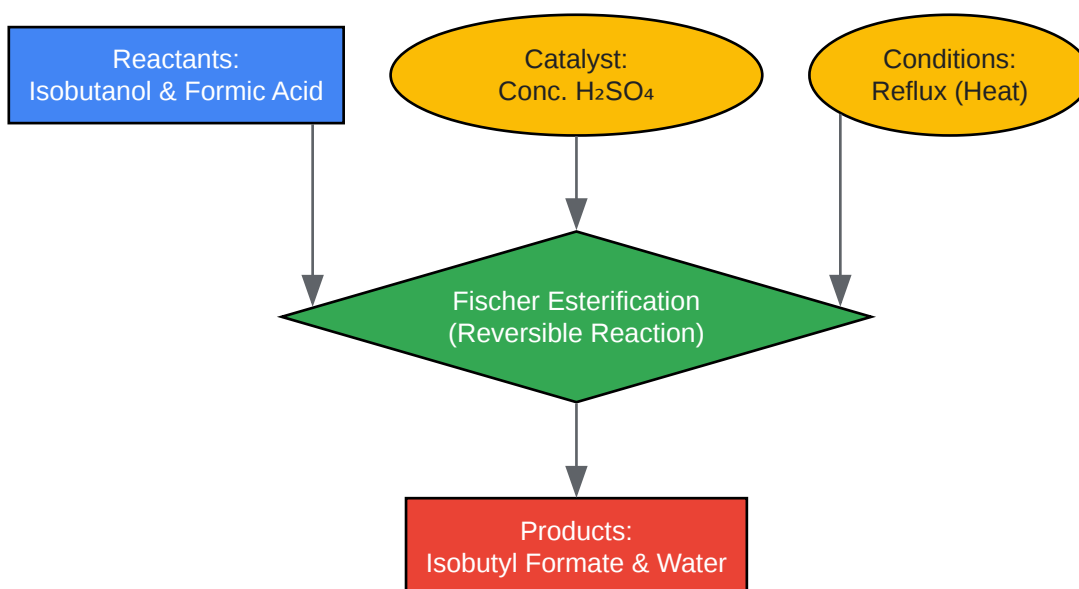 Reactants:
Isobutanol & Formic Acid
Catalyst:
Conc. H₂SO₄
Conditions:
Reflux (Heat)
Fischer Esterification
(Reversible Reaction)
Products:
Isobutyl Formate & Water